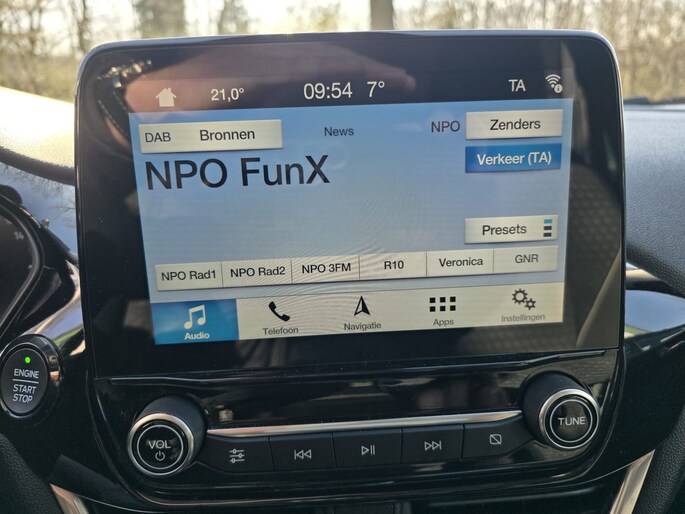 21,0° 09:54 7° TA
DAB Bronnen News NPO Zenders
NPO FunX
Verkeer (TA)
Presets
NPO Rad1 NPO Rad2 NPO 3FM R10 Veronica GNR
Audio Telefoon Navigatie Apps Instellingen
ENGINE
START
STOP
VOL
TUNE